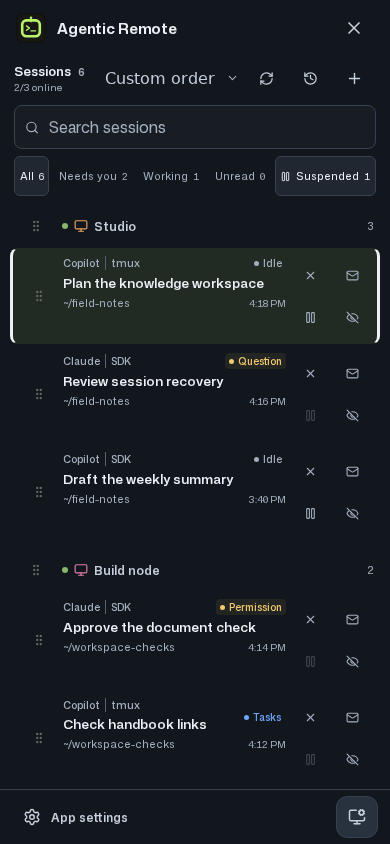 Agentic Remote
Sessions 6
2/3 online
Custom order
Search sessions
All 6 Needs you 2 Working 1 Unread 0 Suspended 1
Studio 3
Copilot | tmux Idle
Plan the knowledge workspace
~/field-notes 4:18 PM
Claude | SDK Question
Review session recovery
~/field-notes 4:16 PM
Copilot | SDK Idle
Draft the weekly summary
~/field-notes 3:40 PM
Build node 2
Claude | SDK Permission
Approve the document check
~/workspace-checks 4:14 PM
Copilot | tmux
Check handbook links Tasks
~/workspace-checks 4:12 PM
App settings